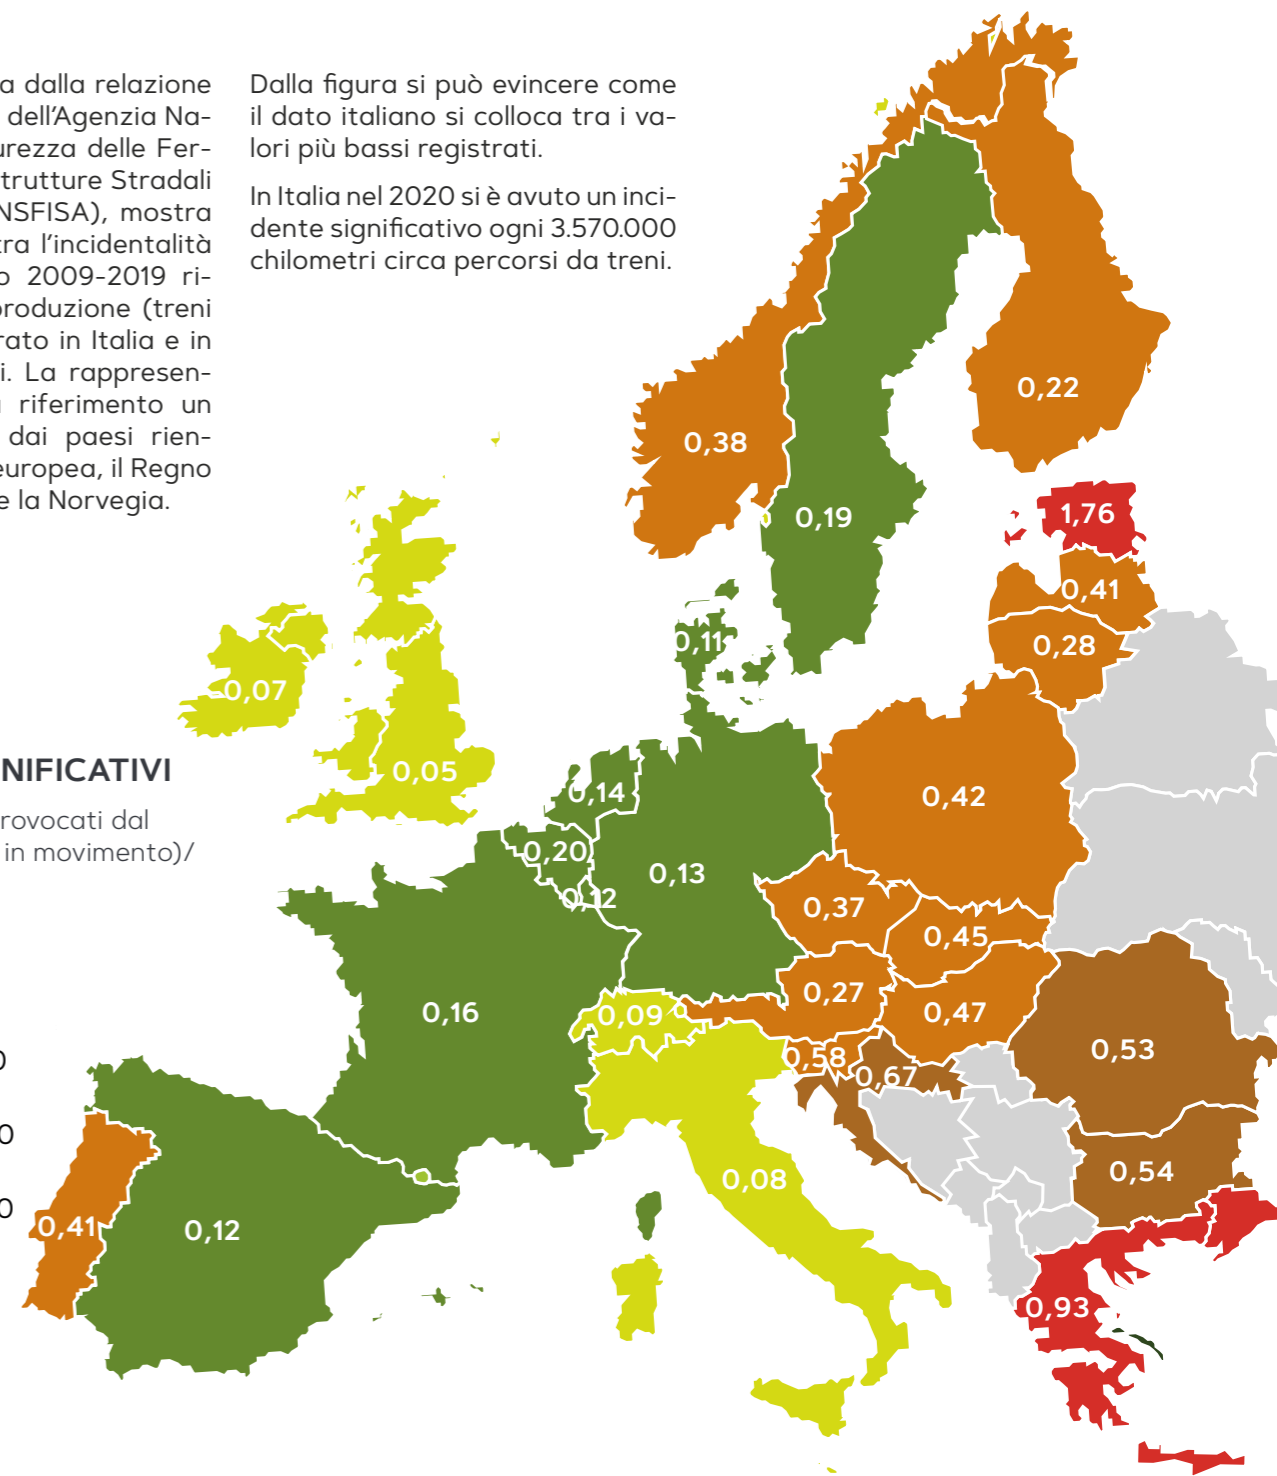 a dalla relazione
dell'Agenzia Na-
urezza delle Fer-
strutture Stradali
NSFISA), mostra
tra l'incidentalità
o 2009-2019 ri-
produzione (treni
rato in Italia e in
i. La rappresen-
riferimento un
dai paesi rien-
europea, il Regno
e la Norvegia.
Dalla figura si può evincere come
il dato italiano si colloca tra i va-
lori più bassi registrati.
In Italia nel 2020 si è avuto un inci-
dente significativo ogni 3.570.000
chilometri circa percorsi da treni.
NIFICATIVI
rovocati dal
in movimento)/
0
0
0
0,22
0,38
0,19
1,76
0,41
0,28
0,11
0,07
0,05
0,14
0,42
0,20
0,13
0,12
0,37
0,45
0,27
0,16
0,09
0,47
0,58
0,53
0,67
0,08
0,54
0,41
0,12
0,93